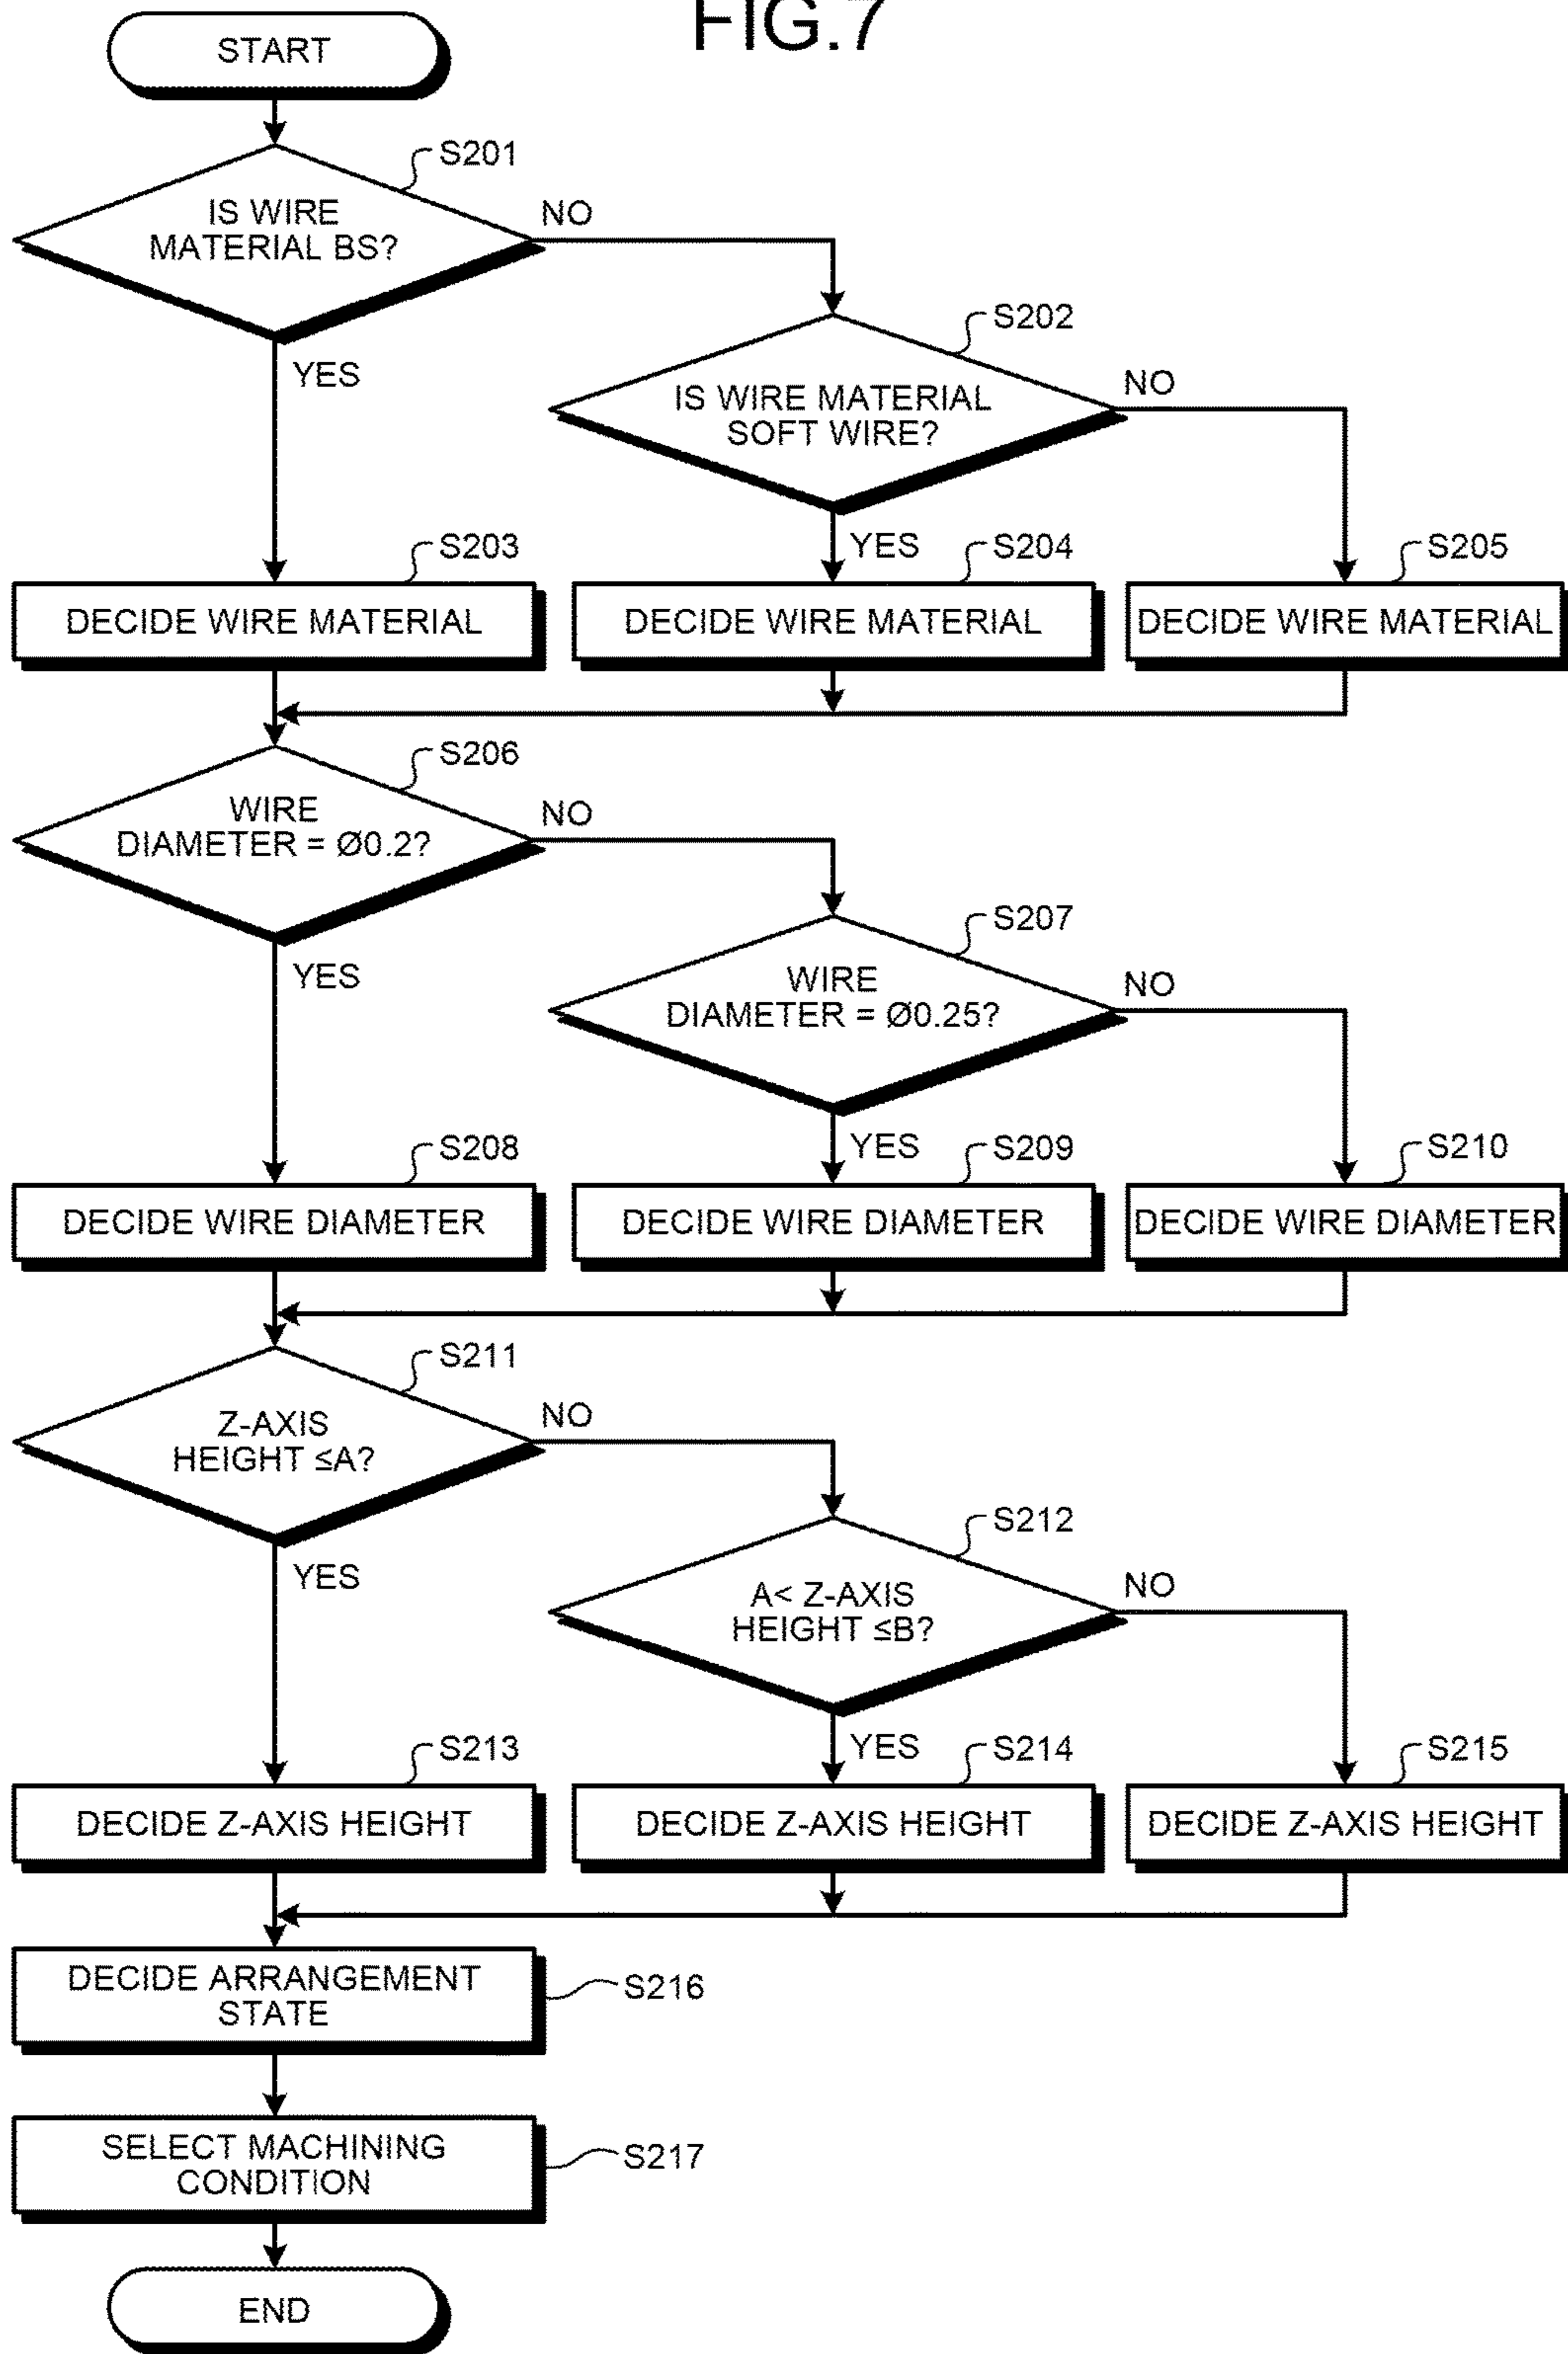 FIG.7
START
S201
IS WIRE
MATERIAL BS?
NO
YES
S202
IS WIRE MATERIAL
SOFT WIRE?
NO
YES
S203
DECIDE WIRE MATERIAL
S204
DECIDE WIRE MATERIAL
S205
DECIDE WIRE MATERIAL
S206
WIRE
DIAMETER = Ø0.2?
NO
YES
S207
WIRE
DIAMETER = Ø0.25?
NO
YES
S208
DECIDE WIRE DIAMETER
S209
DECIDE WIRE DIAMETER
S210
DECIDE WIRE DIAMETER
S211
Z-AXIS
HEIGHT ≤A?
NO
YES
S212
A< Z-AXIS
HEIGHT ≤B?
NO
YES
S213
DECIDE Z-AXIS HEIGHT
S214
DECIDE Z-AXIS HEIGHT
S215
DECIDE Z-AXIS HEIGHT
DECIDE ARRANGEMENT
STATE
S216
SELECT MACHINING
CONDITION
S217
END